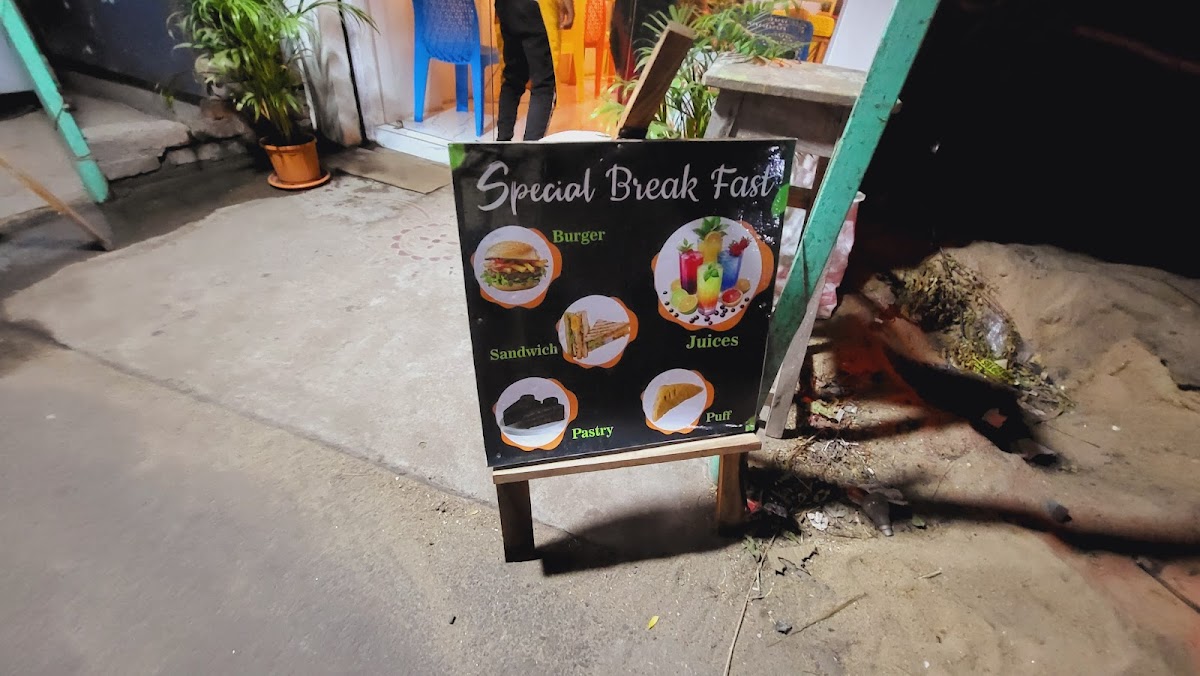 Special Break Fast
Burger
Juices
Sandwich
Pastry
Puff